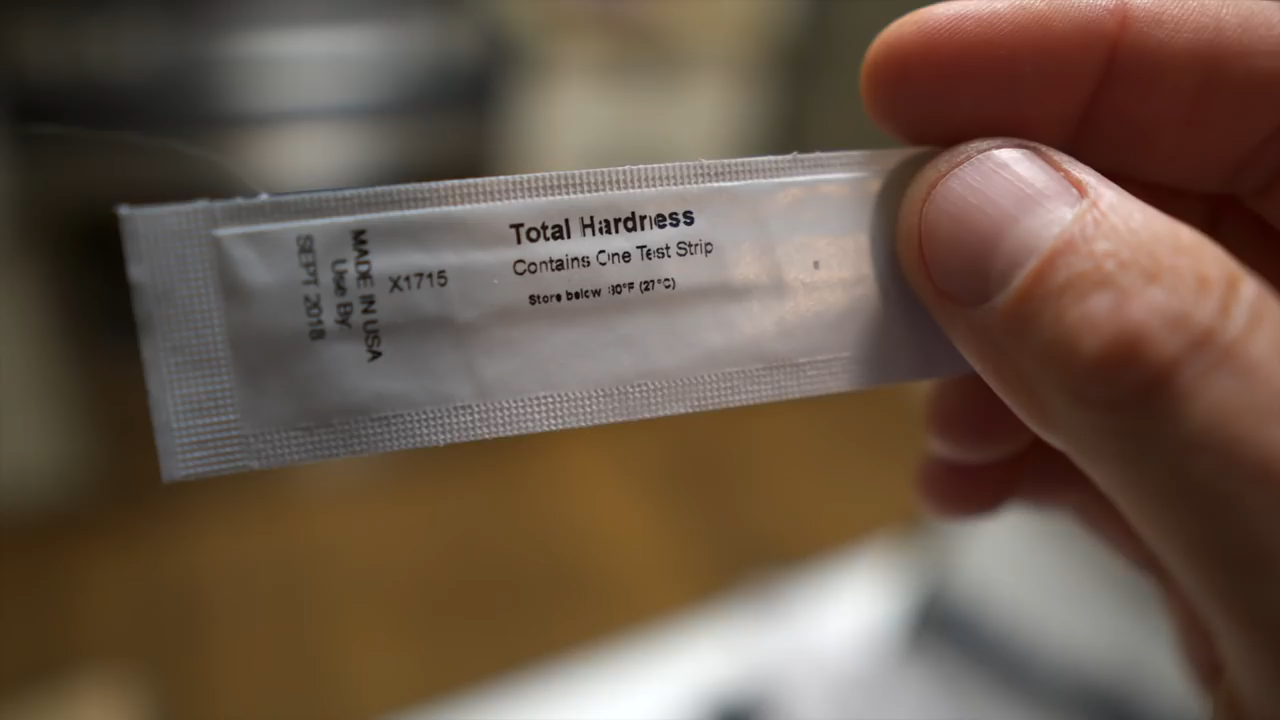 Total Hardness
Contains One Test Strip
Store below 80°F (27°C)
X1715
MADE IN USA
Use By
SEPT 2018